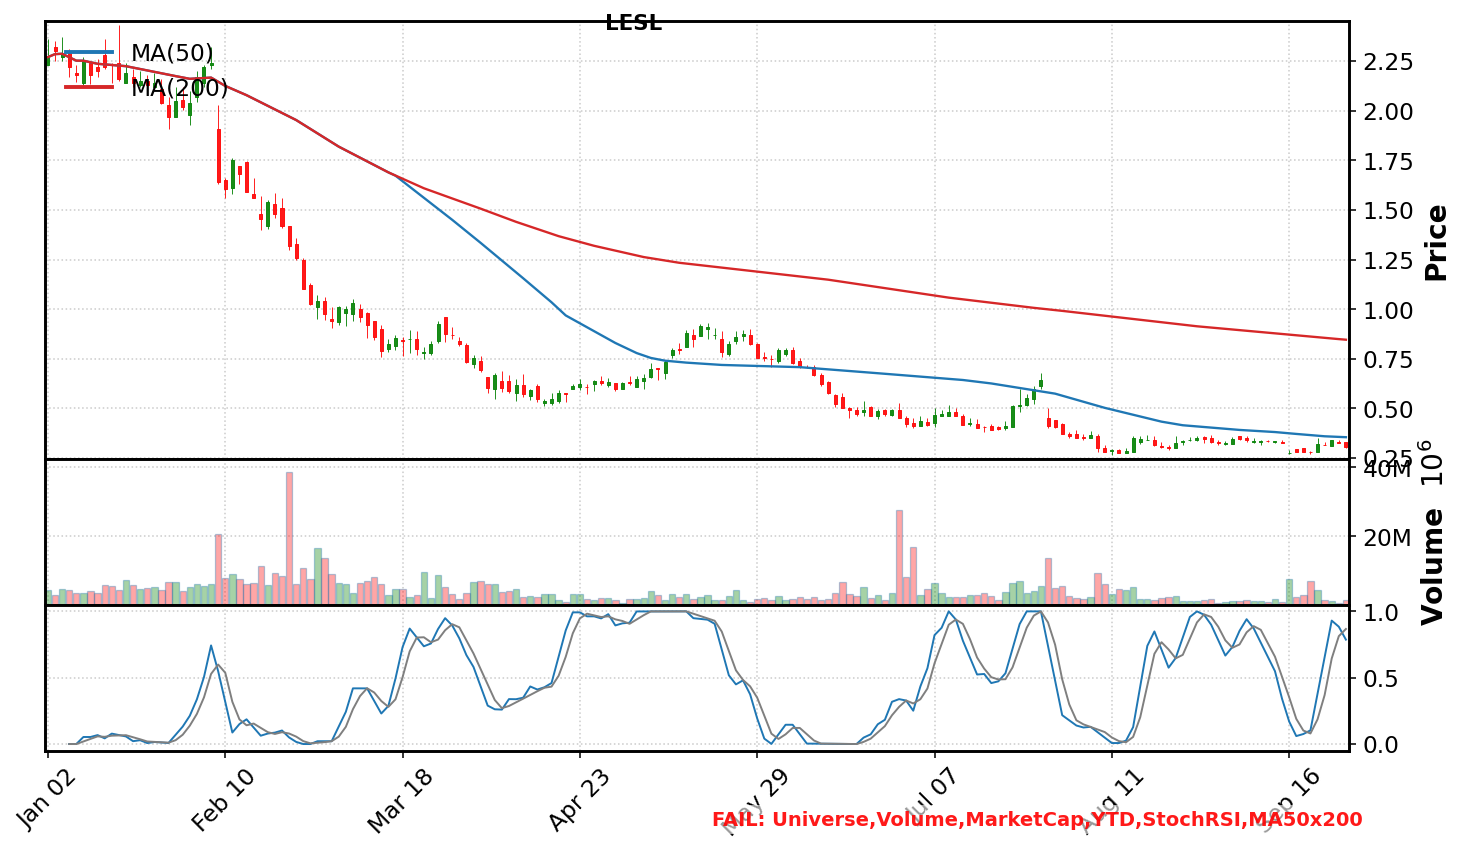 LESL
MA(50)
MA(200)
2.25
2.00
1.75
1.50
1.25
1.00
0.75
0.50
0.25
Price
40M
20M
Volume 10^6
1.0
0.5
0.0
Jan 02
Feb 10
Mar 18
Apr 23
May 29
Jul 07
Aug 11
Sep 16
FAIL: Universe,Volume,MarketCap,YTD,StochRSI,MA50x200